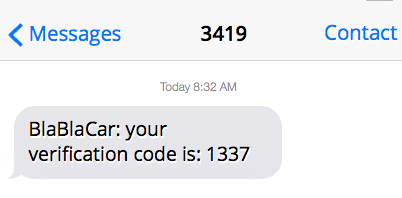 Messages 3419 Contact
Today 8:32 AM
BlaBlaCar: your
verification code is: 1337